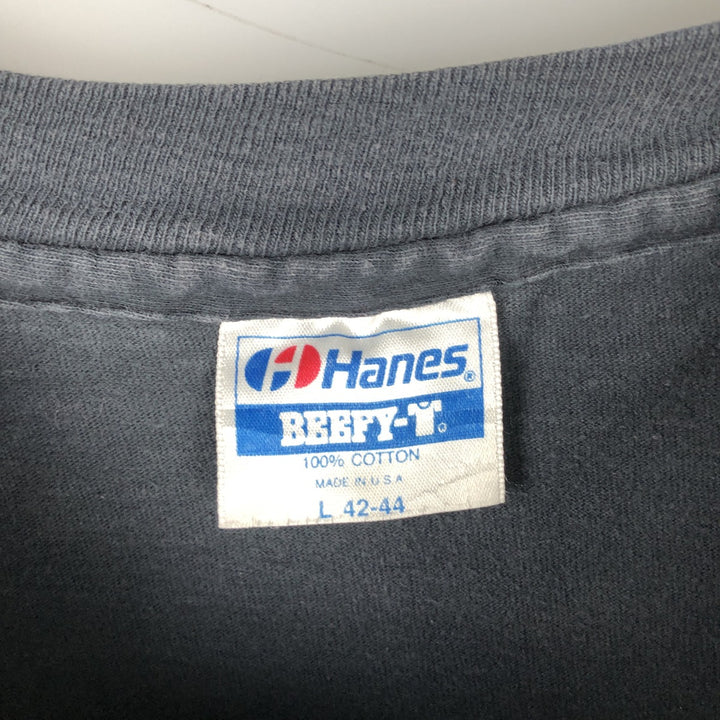 Hanes®
BEEFY-T
100% COTTON
MADE IN U.S.A
L 42-44